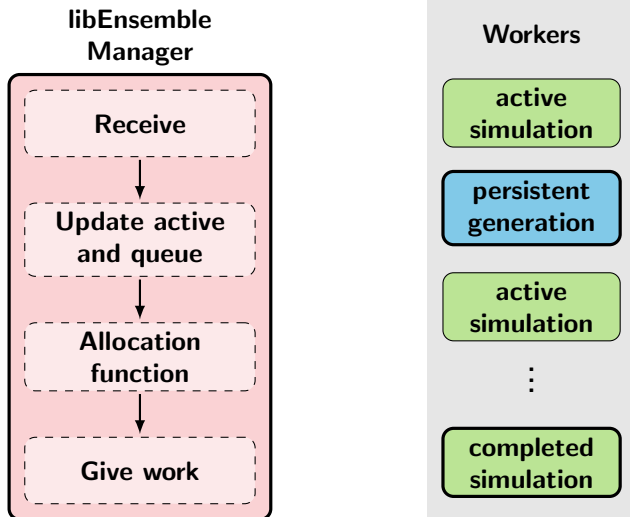 libEnsemble
Manager
Receive
Update active
and queue
Allocation
function
Give work
Workers
active
simulation
persistent
generation
active
simulation
⋮
completed
simulation